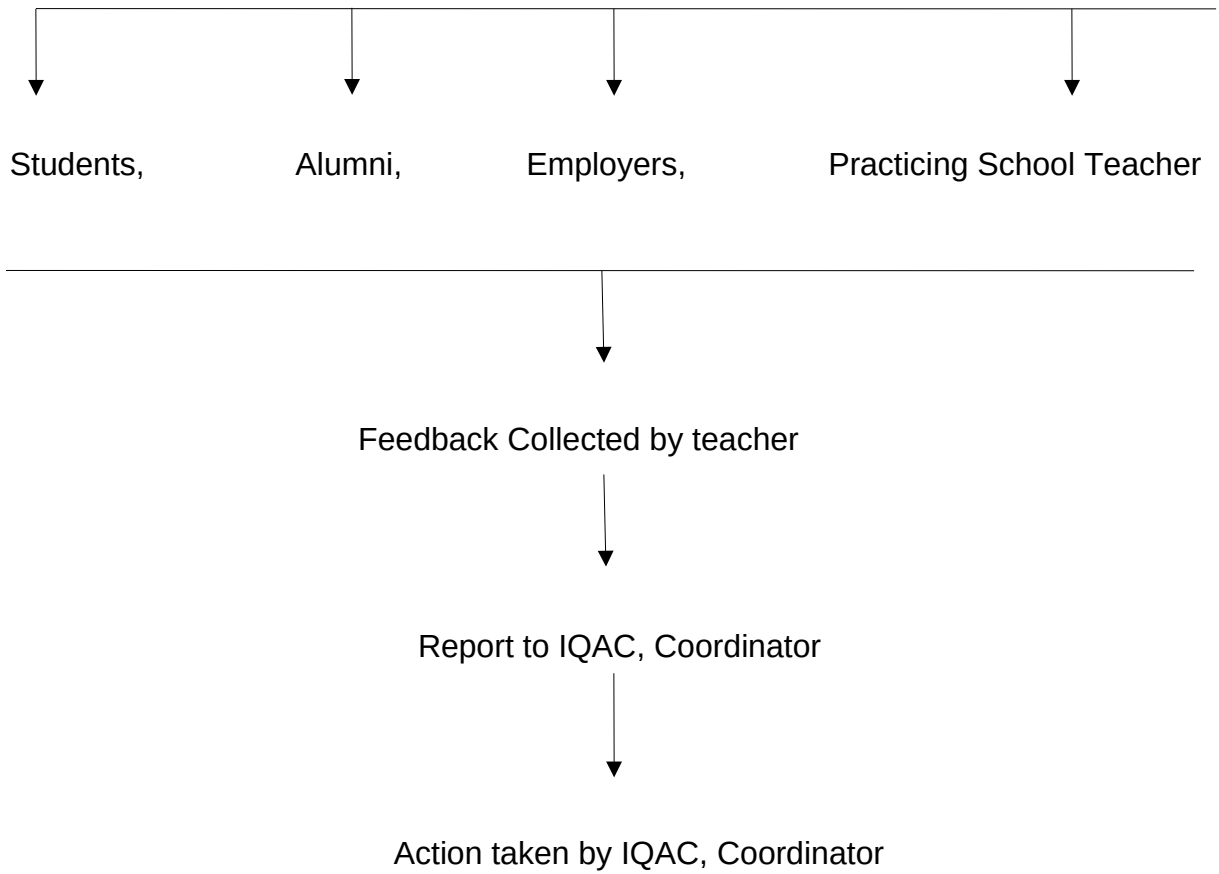 Students, Alumni, Employers, Practicing School Teacher
Feedback Collected by teacher
Report to IQAC, Coordinator
Action taken by IQAC, Coordinator